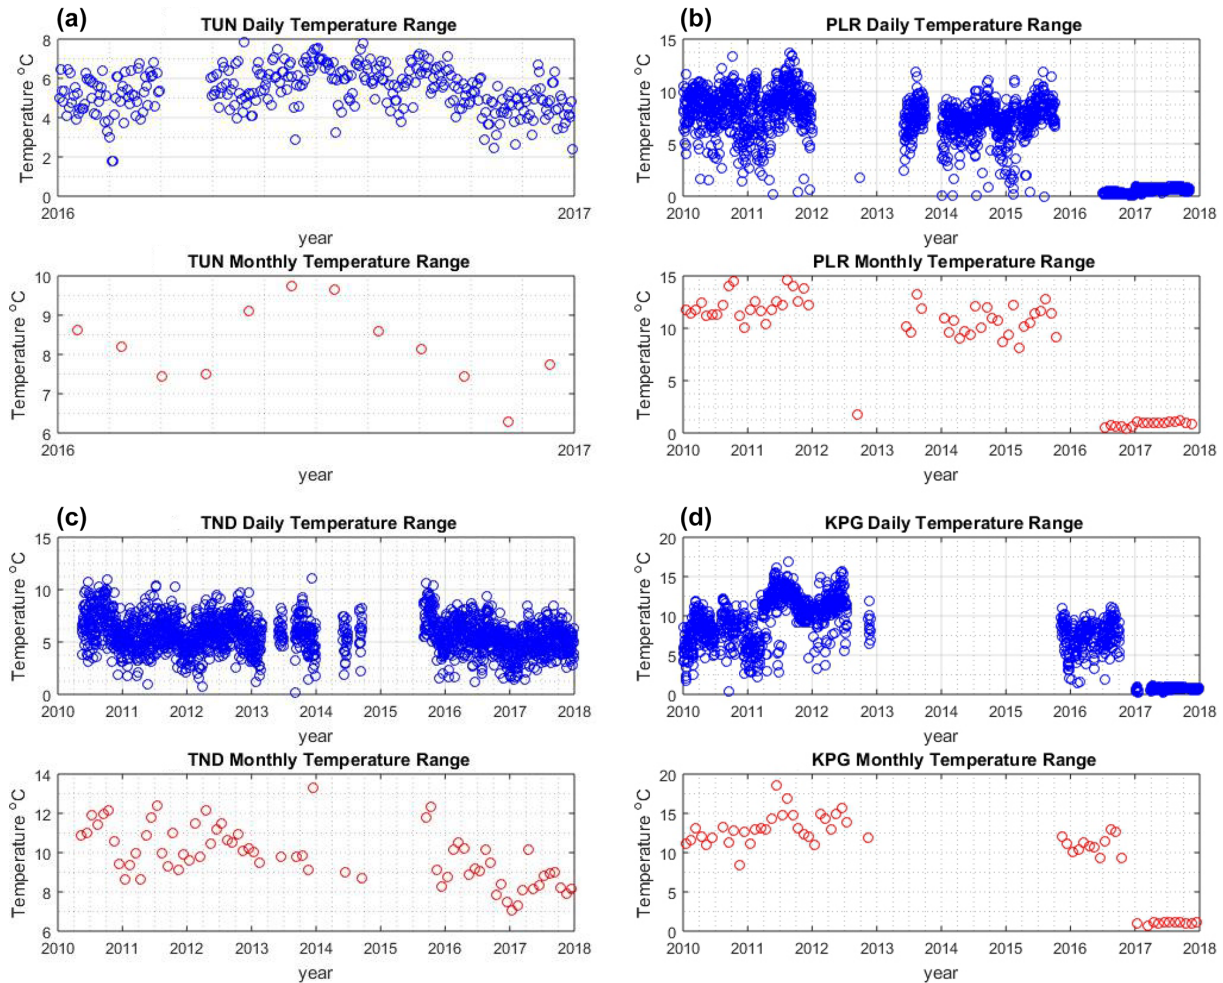 (a)
TUN Daily Temperature Range
Temperature °C
8
6
4
2
0
2016 2017
year
TUN Monthly Temperature Range
Temperature °C
10
9
8
7
6
2016 2017
year
(b)
PLR Daily Temperature Range
Temperature °C
15
10
5
0
2010 2011 2012 2013 2014 2015 2016 2017 2018
year
PLR Monthly Temperature Range
Temperature °C
15
10
5
0
2010 2011 2012 2013 2014 2015 2016 2017 2018
year
(c)
TND Daily Temperature Range
Temperature °C
15
10
5
0
2010 2011 2012 2013 2014 2015 2016 2017 2018
year
TND Monthly Temperature Range
Temperature °C
14
12
10
8
6
2010 2011 2012 2013 2014 2015 2016 2017 2018
year
(d)
KPG Daily Temperature Range
Temperature °C
20
15
10
5
0
2010 2011 2012 2013 2014 2015 2016 2017 2018
year
KPG Monthly Temperature Range
Temperature °C
20
15
10
5
0
2010 2011 2012 2013 2014 2015 2016 2017 2018
year